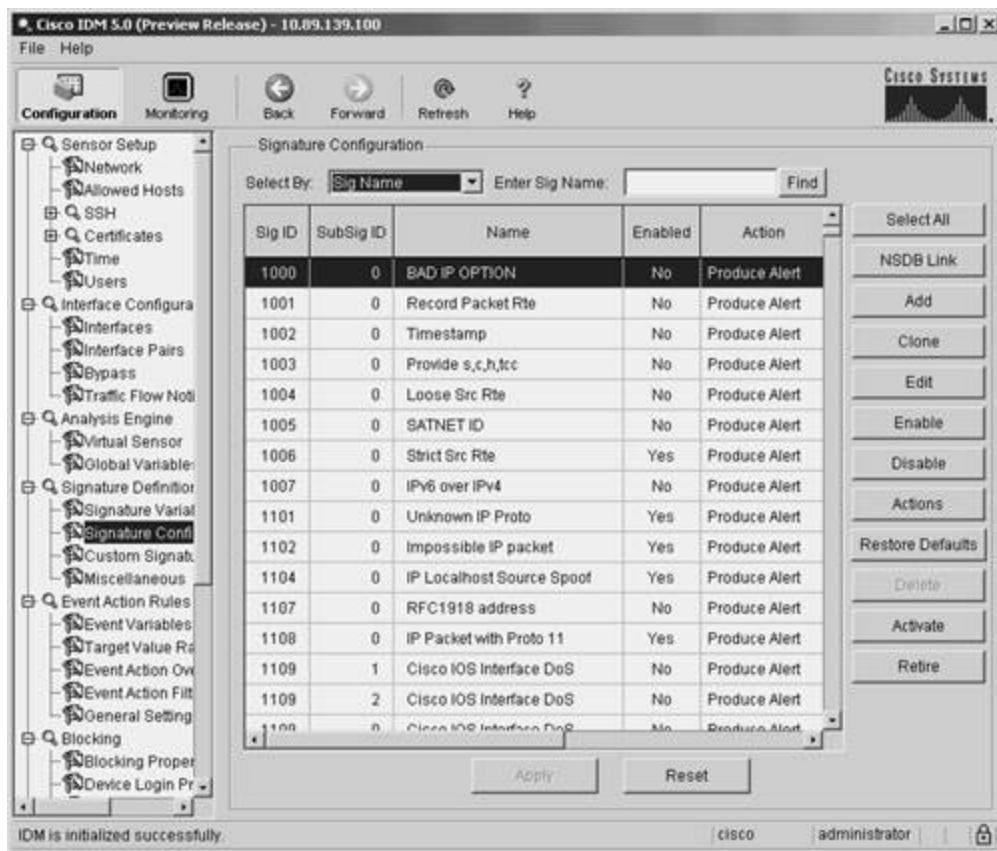 Cisco IDM 5.0 (Preview Release) - 10.89.139.100
File Help
Configuration Monitoring Back Forward Refresh Help
CISCO SYSTEMS
Sensor Setup
Network
Allowed Hosts
SSH
Certificates
Time
Users
Interface Configura
Interfaces
Interface Pairs
Bypass
Traffic Flow Noti
Analysis Engine
Virtual Sensor
Global Variable
Signature Definition
Signature Varial
Signature Confi
Custom Signatu
Miscellaneous
Event Action Rules
Event Variables
Target Value Ra
Event Action Ove
Event Action Filt
General Setting
Blocking
Blocking Proper
Device Login Pr
Signature Configuration
Select By: Sig Name Enter Sig Name: Find
Sig ID SubSig ID Name Enabled Action
1000 0 BAD IP OPTION No Produce Alert
1001 0 Record Packet Rte No Produce Alert
1002 0 Timestamp No Produce Alert
1003 0 Provide s,c,h,tcc No Produce Alert
1004 0 Loose Src Rte No Produce Alert
1005 0 SATNET ID No Produce Alert
1006 0 Strict Src Rte Yes Produce Alert
1007 0 IPv6 over IPv4 No Produce Alert
1101 0 Unknown IP Proto Yes Produce Alert
1102 0 Impossible IP packet Yes Produce Alert
1104 0 IP Localhost Source Spoof Yes Produce Alert
1107 0 RFC1918 address No Produce Alert
1108 0 IP Packet with Proto 11 Yes Produce Alert
1109 1 Cisco IOS Interface DoS No Produce Alert
1109 2 Cisco IOS Interface DoS No Produce Alert
1109 0 Cisco IOS Interface DoS No Produce Alert
Select All
NSDB Link
Add
Clone
Edit
Enable
Disable
Actions
Restore Defaults
Delete
Activate
Retire
Apply Reset
IDM is initialized successfully. cisco administrator